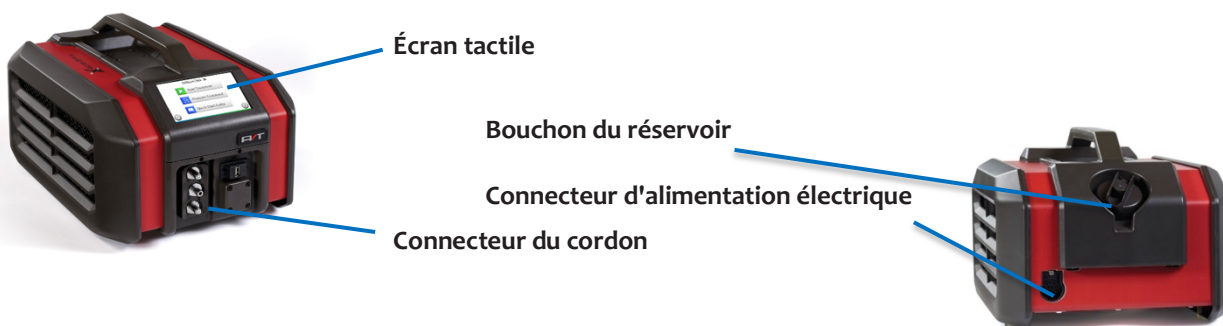 Écran tactile
Bouchon du réservoir
Connecteur d'alimentation électrique
Connecteur du cordon